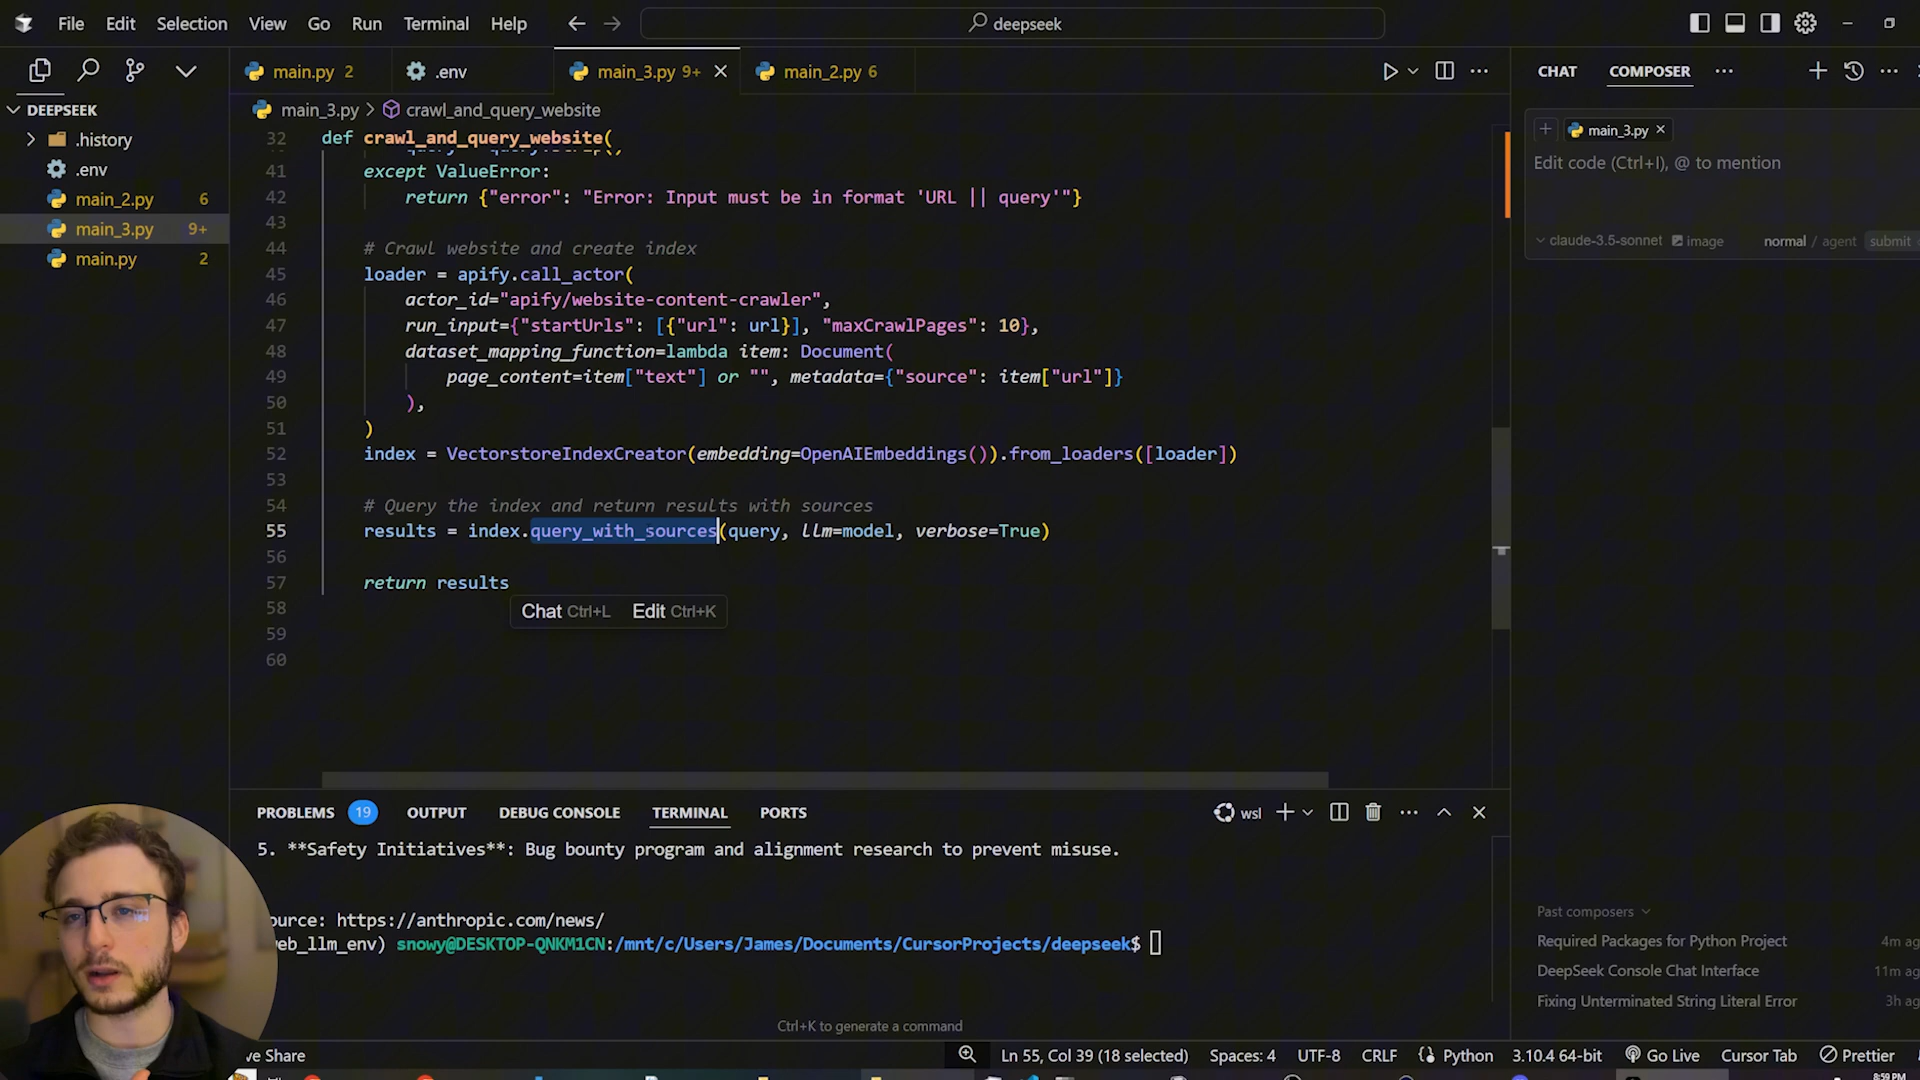 File Edit Selection View Go Run Terminal Help
deepseek
main.py 2
.env
main_3.py 9+
main_2.py 6
CHAT COMPOSER
DEEPSEEK
.history
.env
main_2.py 6
main_3.py 9+
main.py 2
main_3.py > crawl_and_query_website
32 def crawl_and_query_website(
41 except ValueError:
42 return {"error": "Error: Input must be in format 'URL || query'"}
43
44 # Crawl website and create index
45 loader = apify.call_actor(
46 actor_id="apify/website-content-crawler",
47 run_input={"startUrls": [{"url": url}], "maxCrawlPages": 10},
48 dataset_mapping_function=lambda item: Document(
49 page_content=item["text"] or "", metadata={"source": item["url"]}
50 ),
51 )
52 index = VectorstoreIndexCreator(embedding=OpenAIEmbeddings()).from_loaders([loader])
53
54 # Query the index and return results with sources
55 results = index.query_with_sources(query, llm=model, verbose=True)
56
57 return results
58
59
60
Chat Ctrl+L Edit Ctrl+K
main_3.py
Edit code (Ctrl+I), @ to mention
claude-3.5-sonnet image normal / agent submit
PROBLEMS 19 OUTPUT DEBUG CONSOLE TERMINAL PORTS
wsl
5. **Safety Initiatives**: Bug bounty program and alignment research to prevent misuse.
ource: https://anthropic.com/news/
eb_llm_env) snowy@DESKTOP-QNKM1CN:/mnt/c/Users/James/Documents/CursorProjects/deepseek$
Ctrl+K to generate a command
Past composers
Required Packages for Python Project 4m ag
DeepSeek Console Chat Interface 11m ag
Fixing Unterminated String Literal Error 3h ag
ve Share
Ln 55, Col 39 (18 selected) Spaces: 4 UTF-8 CRLF Python 3.10.4 64-bit Go Live Cursor Tab Prettier
8:59 PM